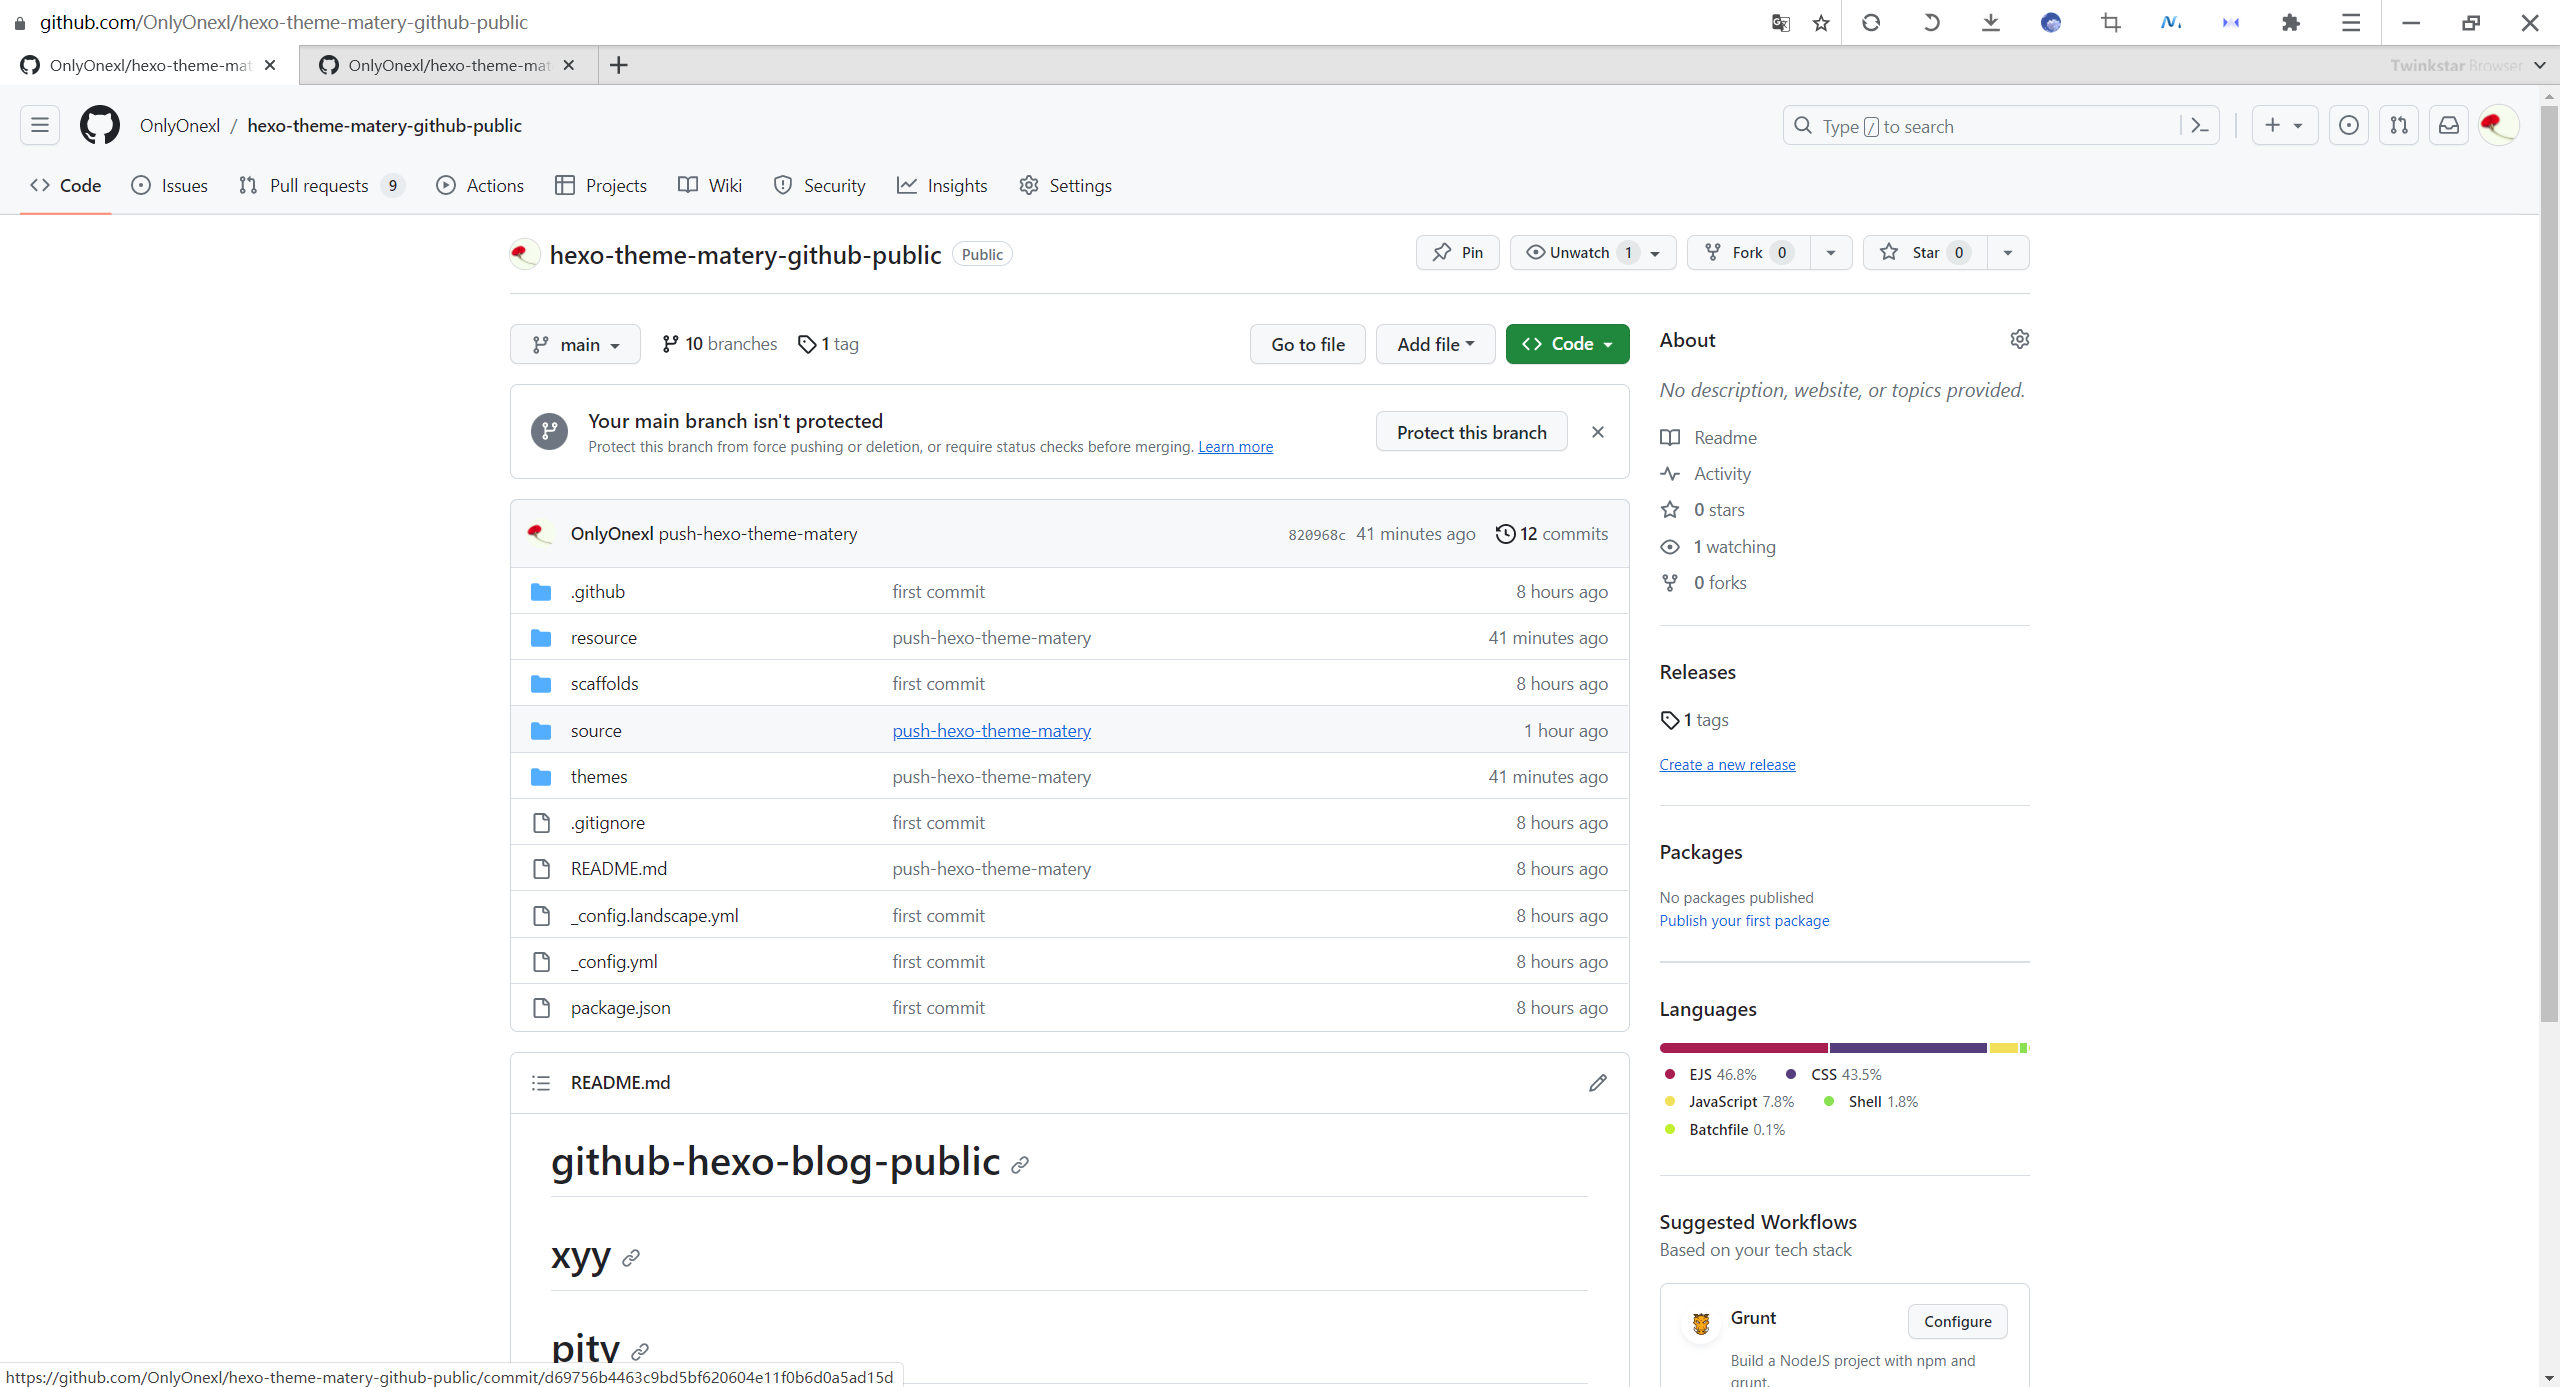 github.com/OnlyOnexl/hexo-theme-matery-github-public
OnlyOnexl/hexo-theme-mat
OnlyOnexl/hexo-theme-mat
Twinkstar Browser
OnlyOnexl / hexo-theme-matery-github-public
Type / to search
Code
Issues
Pull requests 9
Actions
Projects
Wiki
Security
Insights
Settings
hexo-theme-matery-github-public Public
Pin
Unwatch 1
Fork 0
Star 0
main
10 branches
1 tag
Go to file
Add file
Code
Your main branch isn't protected
Protect this branch from force pushing or deletion, or require status checks before merging. Learn more
Protect this branch
OnlyOnexl push-hexo-theme-matery 820968c 41 minutes ago 12 commits
.github first commit 8 hours ago
resource push-hexo-theme-matery 41 minutes ago
scaffolds first commit 8 hours ago
source push-hexo-theme-matery 1 hour ago
themes push-hexo-theme-matery 41 minutes ago
.gitignore first commit 8 hours ago
README.md push-hexo-theme-matery 8 hours ago
_config.landscape.yml first commit 8 hours ago
_config.yml first commit 8 hours ago
package.json first commit 8 hours ago
README.md
github-hexo-blog-public
xyy
pity
About
No description, website, or topics provided.
Readme
Activity
0 stars
1 watching
0 forks
Releases
1 tags
Create a new release
Packages
No packages published
Publish your first package
Languages
EJS 46.8% CSS 43.5%
JavaScript 7.8% Shell 1.8%
Batchfile 0.1%
Suggested Workflows
Based on your tech stack
Grunt
Configure
Build a NodeJS project with npm and
grunt.
https://github.com/OnlyOnexl/hexo-theme-matery-github-public/commit/d69756b4463c9bd5bf620604e11f0b6d0a5ad15d